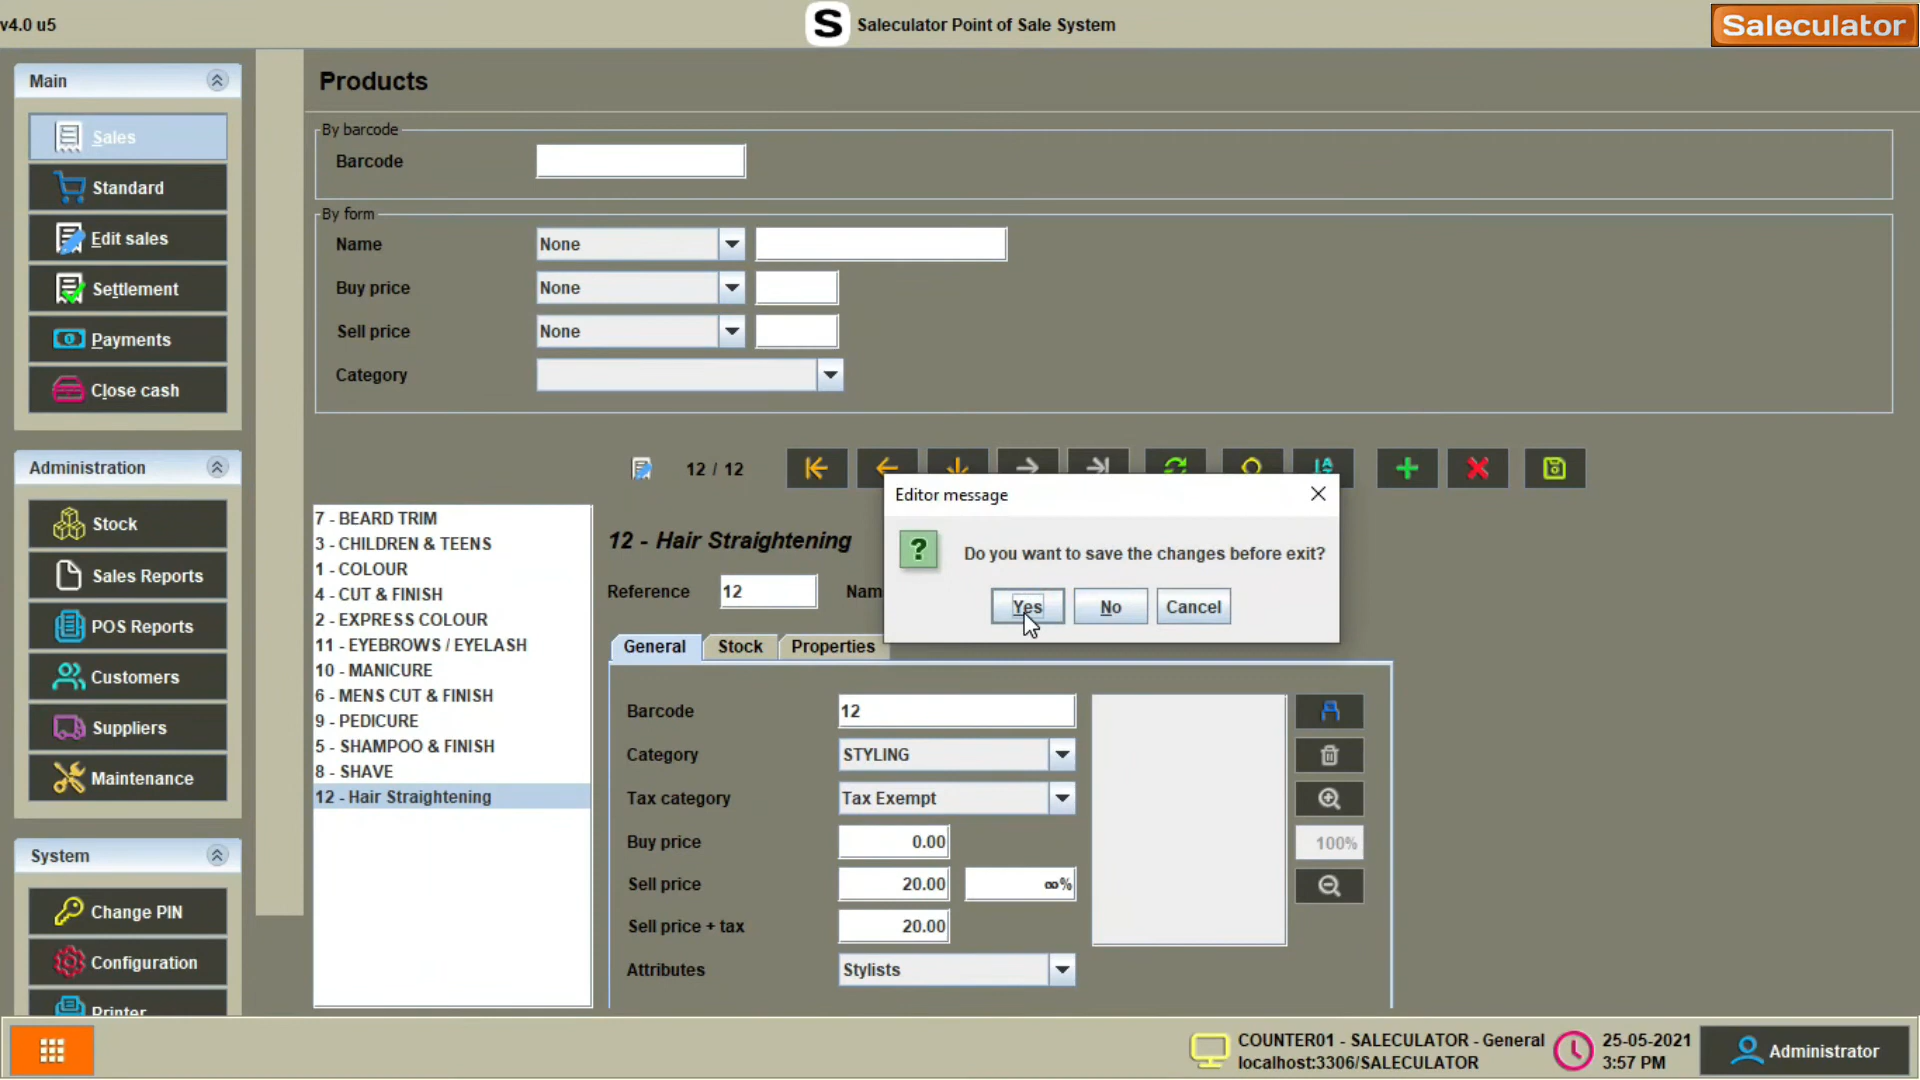 v4.0 u5
S Saleculator Point of Sale System
Saleculator
Main
Sales
Standard
Edit sales
Settlement
Payments
Close cash
Administration
Stock
Sales Reports
POS Reports
Customers
Suppliers
Maintenance
System
Change PIN
Configuration
Printer
Products
By barcode
Barcode
By form
Name None
Buy price None
Sell price None
Category
12 / 12
7 - BEARD TRIM
3 - CHILDREN & TEENS
1 - COLOUR
4 - CUT & FINISH
2 - EXPRESS COLOUR
11 - EYEBROWS / EYELASH
10 - MANICURE
6 - MENS CUT & FINISH
9 - PEDICURE
5 - SHAMPOO & FINISH
8 - SHAVE
12 - Hair Straightening
12 - Hair Straightening
Reference 12 Nam
Editor message
Do you want to save the changes before exit?
Yes No Cancel
General Stock Properties
Barcode 12
Category STYLING
Tax category Tax Exempt
Buy price 0.00
Sell price 20.00 ∞%
Sell price + tax 20.00
Attributes Stylists
100%
COUNTER01 - SALECULATOR - General
localhost:3306/SALECULATOR
25-05-2021
3:57 PM
Administrator